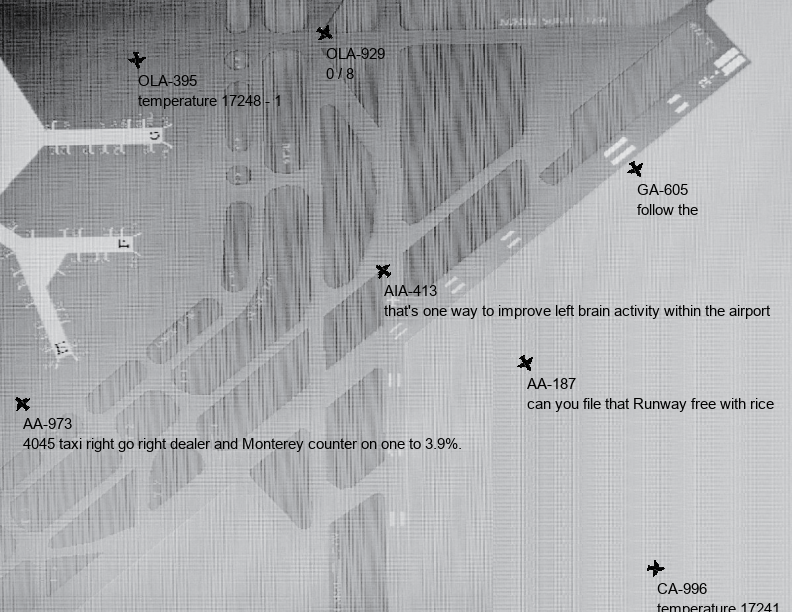 OLA-929
0 / 8
OLA-395
temperature 17248 - 1
GA-605
follow the
AIA-413
that's one way to improve left brain activity within the airport
AA-187
can you file that Runway free with rice
AA-973
4045 taxi right go right dealer and Monterey counter on one to 3.9%.
CA-996
temperature 17241